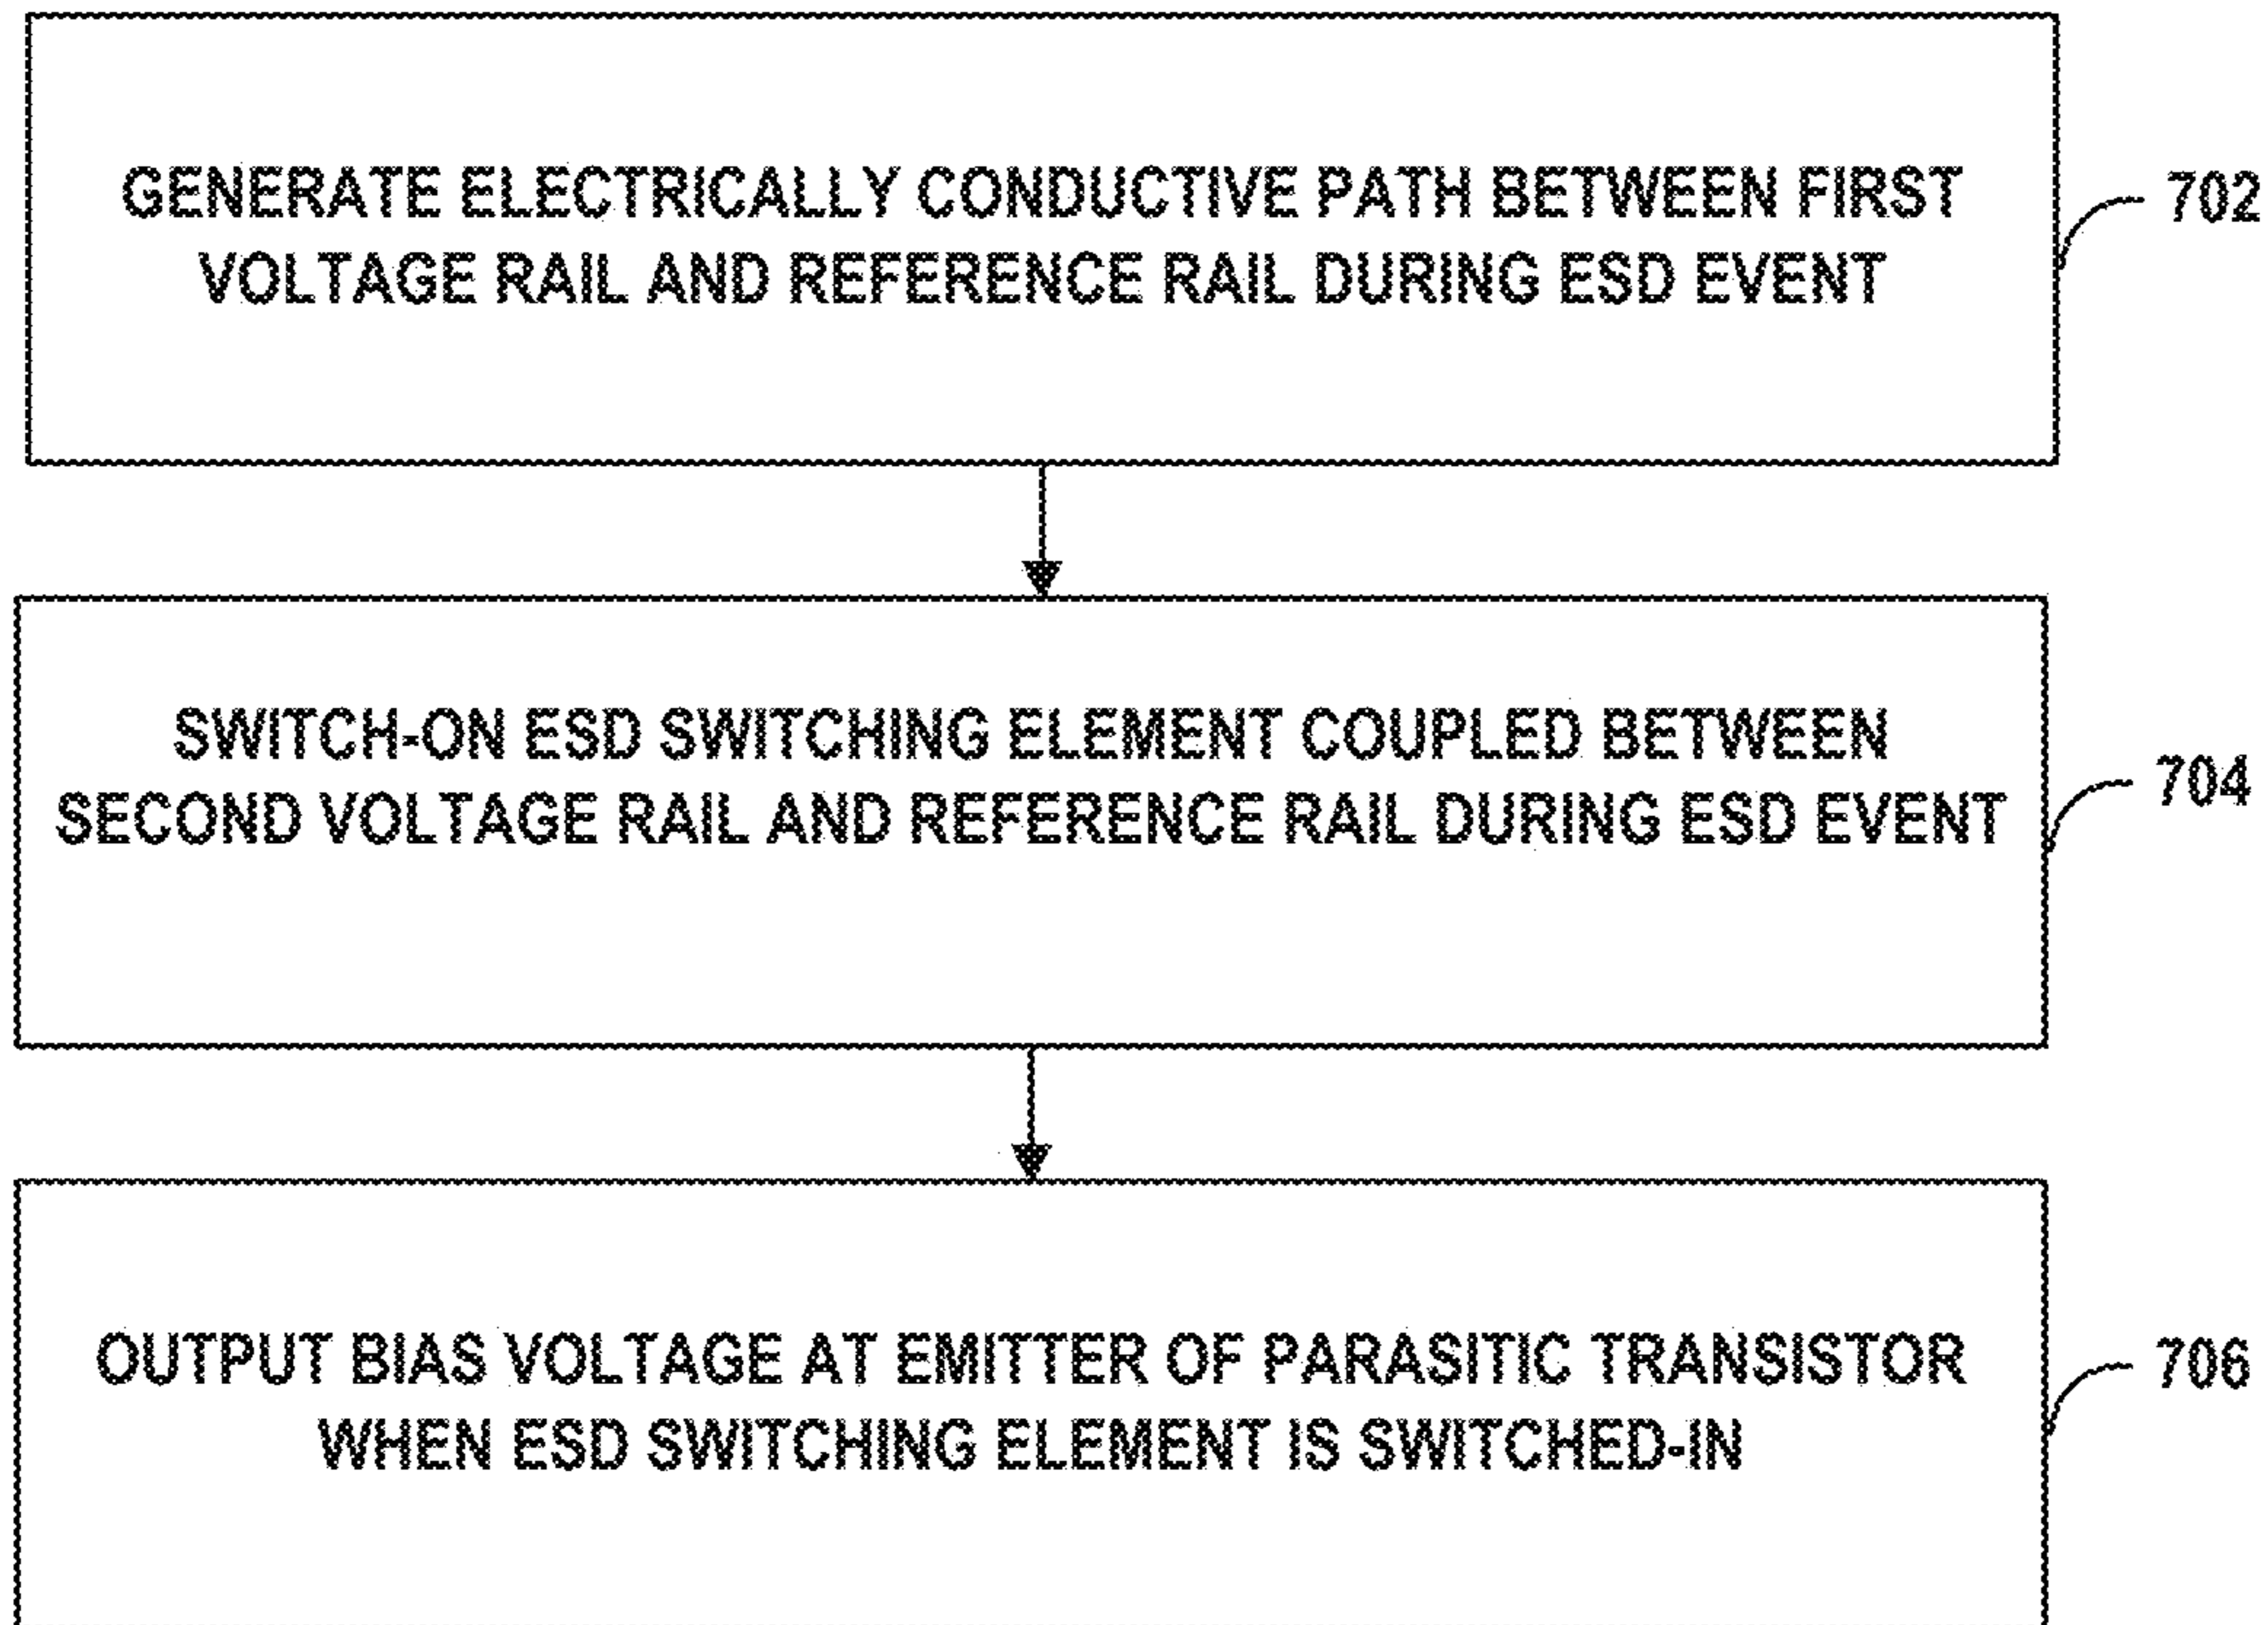 GENERATE ELECTRICALLY CONDUCTIVE PATH BETWEEN FIRST
VOLTAGE RAIL AND REFERENCE RAIL DURING ESD EVENT
702
SWITCH-ON ESD SWITCHING ELEMENT COUPLED BETWEEN
SECOND VOLTAGE RAIL AND REFERENCE RAIL DURING ESD EVENT
704
OUTPUT BIAS VOLTAGE AT EMITTER OF PARASITIC TRANSISTOR
WHEN ESD SWITCHING ELEMENT IS SWITCHED-IN
706